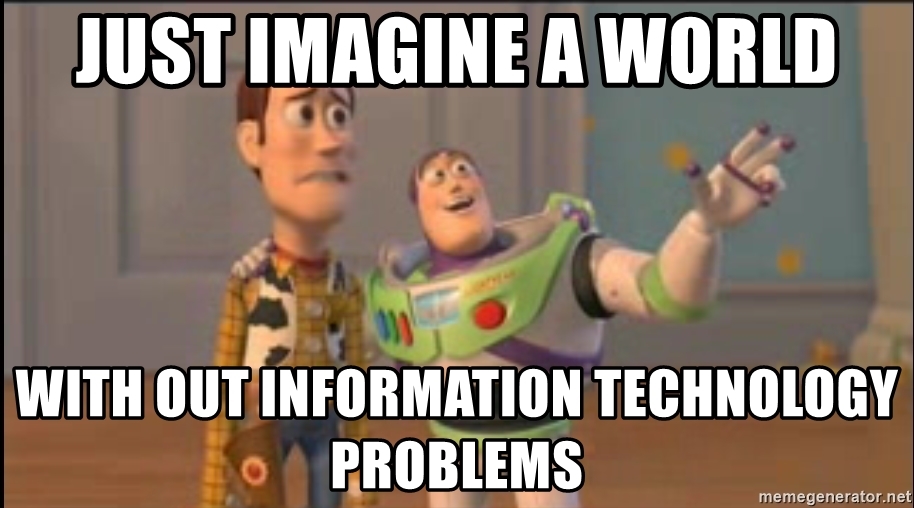 JUST IMAGINE A WORLD
WITH OUT INFORMATION TECHNOLOGY
PROBLEMS
memegenerator.net